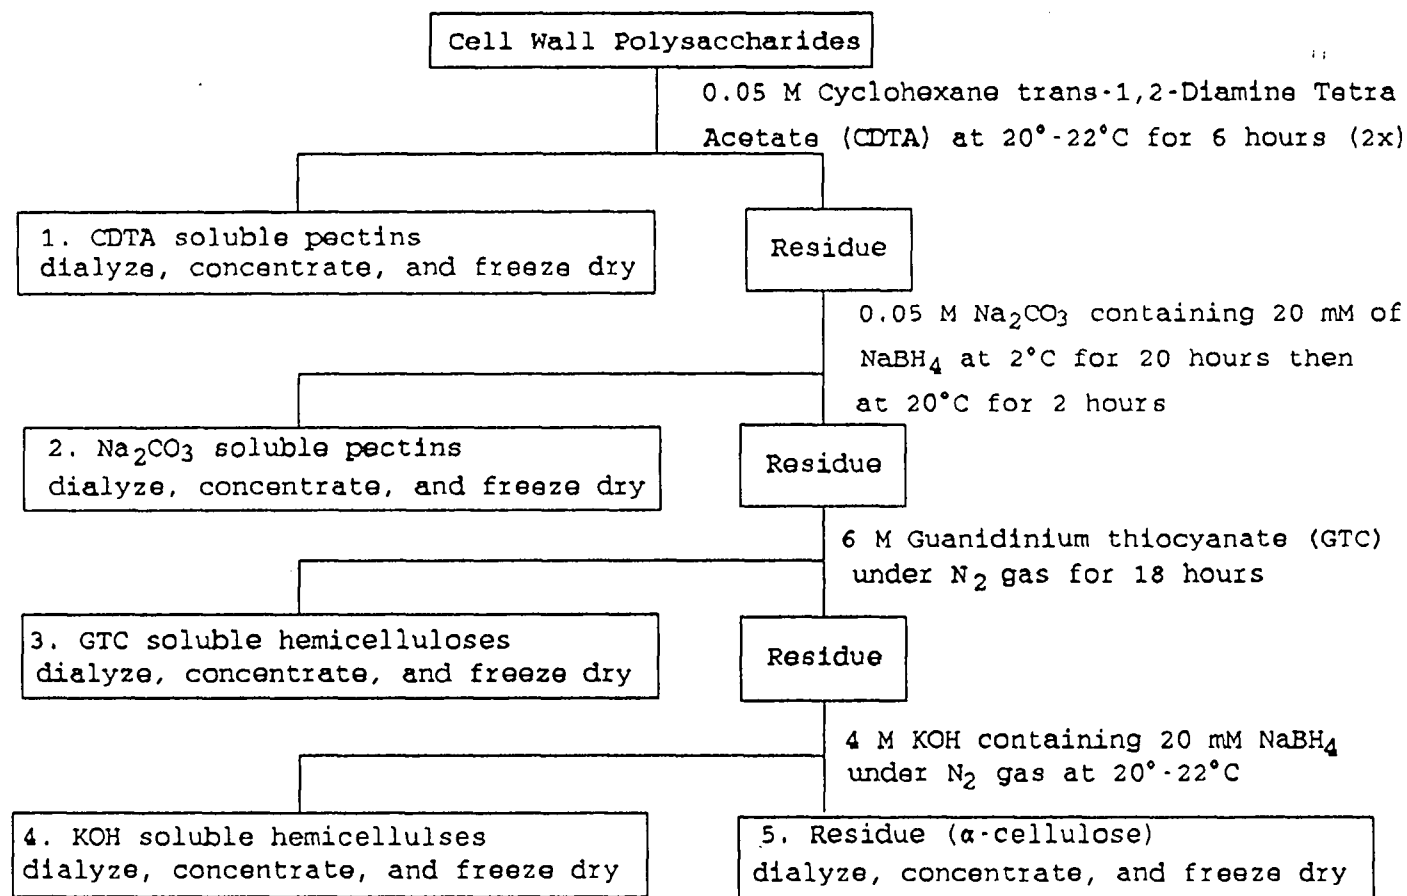 Cell Wall Polysaccharides
0.05 M Cyclohexane trans-1,2-Diamine Tetra
Acetate (CDTA) at 20°-22°C for 6 hours (2x)
1. CDTA soluble pectins
dialyze, concentrate, and freeze dry
Residue
0.05 M Na₂CO₃ containing 20 mM of
NaBH₄ at 2°C for 20 hours then
at 20°C for 2 hours
2. Na₂CO₃ soluble pectins
dialyze, concentrate, and freeze dry
Residue
6 M Guanidinium thiocyanate (GTC)
under N₂ gas for 18 hours
3. GTC soluble hemicelluloses
dialyze, concentrate, and freeze dry
Residue
4 M KOH containing 20 mM NaBH₄
under N₂ gas at 20°-22°C
4. KOH soluble hemicellulses
dialyze, concentrate, and freeze dry
5. Residue (α-cellulose)
dialyze, concentrate, and freeze dry